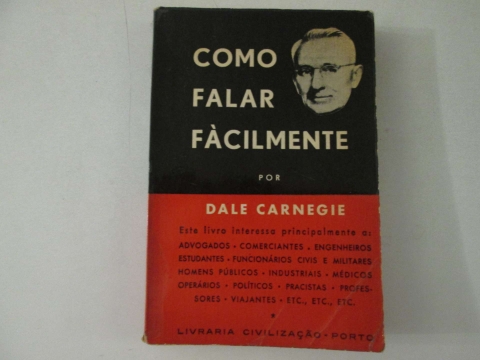 COMO
FALAR
FÀCILMENTE
POR
DALE CARNEGIE
Este livro interessa principalmente a:
ADVOGADOS - COMERCIANTES - ENGENHEIROS
ESTUDANTES - FUNCIONÁRIOS CIVIS E MILITARES
HOMENS PÚBLICOS - INDUSTRIAIS - MÉDICOS
OPERÁRIOS - POLÍTICOS - PRACISTAS - PROFES-
SORES - VIAJANTES - ETC., ETC., ETC.
LIVRARIA CIVILIZAÇÃO - PORTO